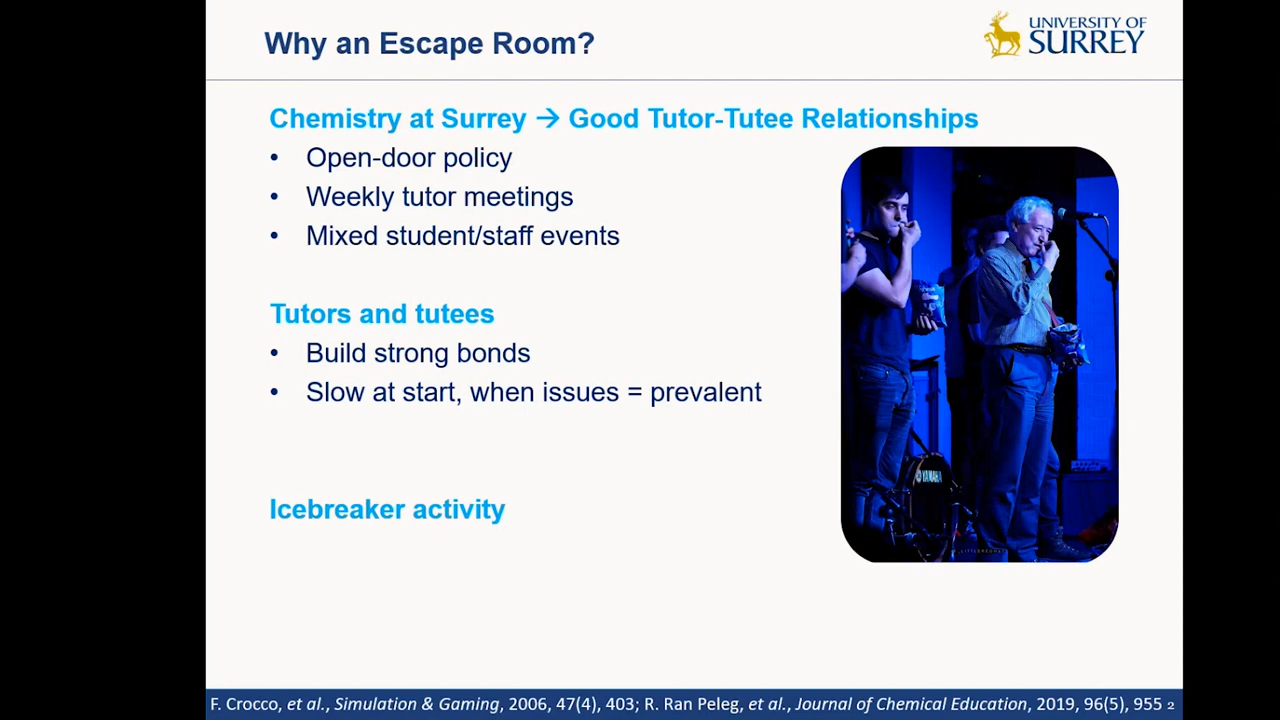 Why an Escape Room?
UNIVERSITY OF
SURREY
Chemistry at Surrey → Good Tutor-Tutee Relationships
• Open-door policy
• Weekly tutor meetings
• Mixed student/staff events
Tutors and tutees
• Build strong bonds
• Slow at start, when issues = prevalent
Icebreaker activity
YAMAHA
F. Crocco, et al., Simulation & Gaming, 2006, 47(4), 403; R. Ran Peleg, et al., Journal of Chemical Education, 2019, 96(5), 955 2